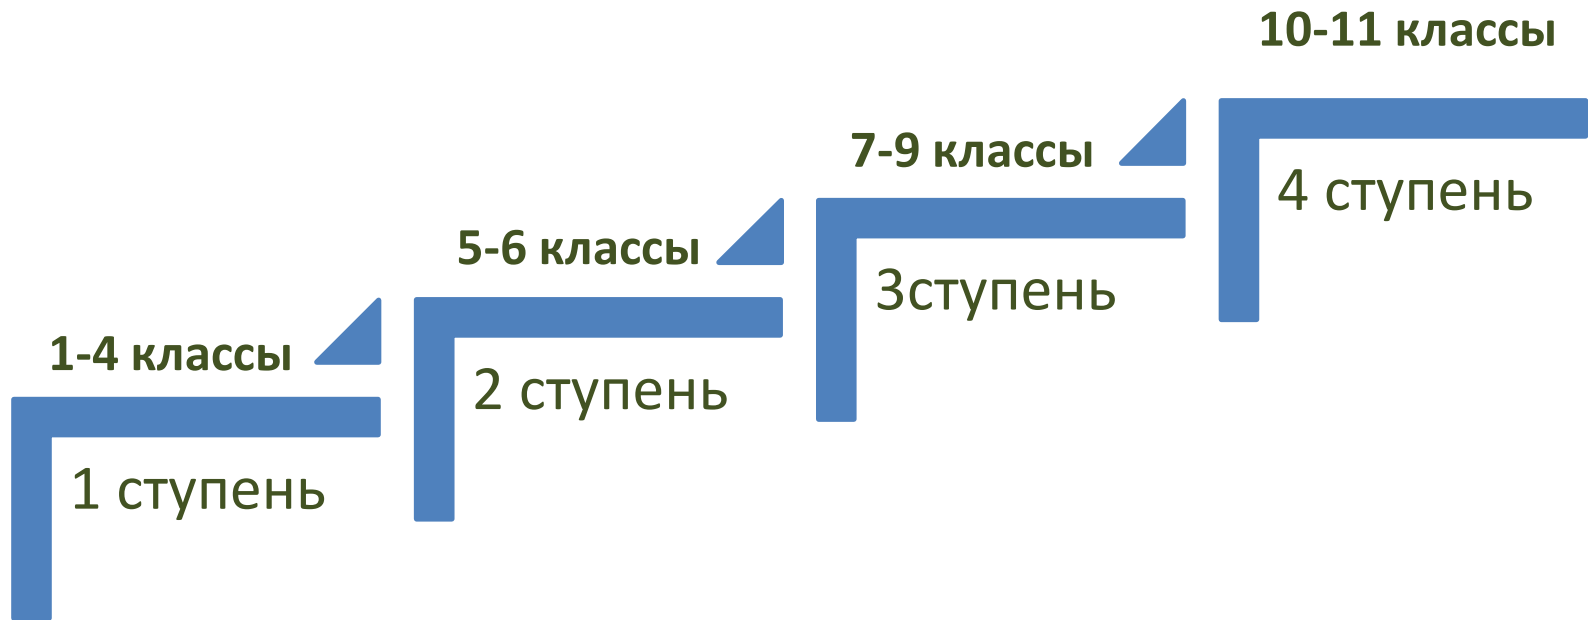 1-4 классы
1 ступень
5-6 классы
2 ступень
7-9 классы
3ступень
10-11 классы
4 ступень